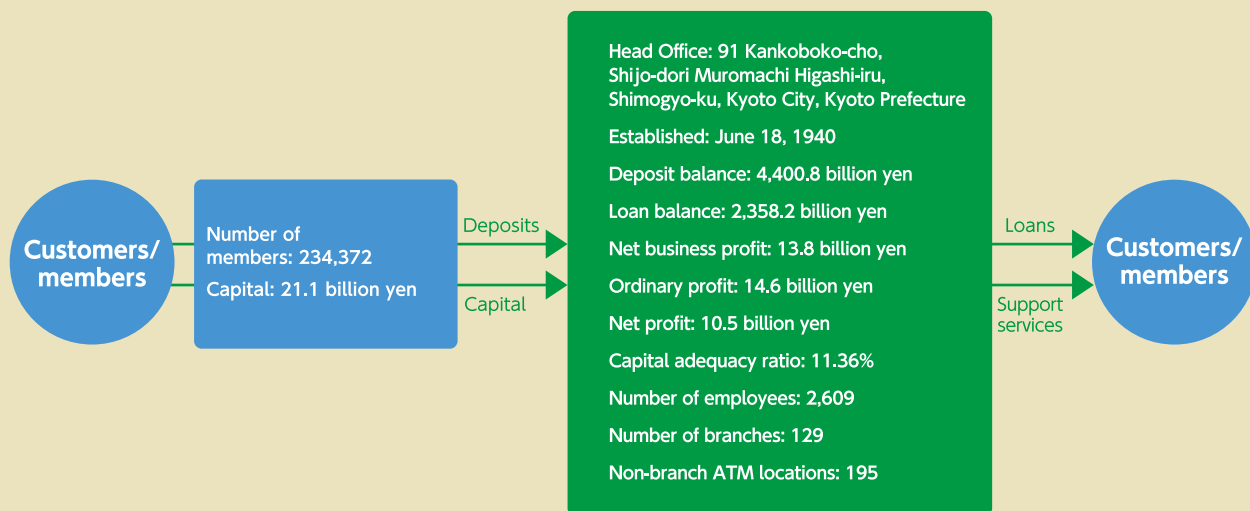 Customers/
members
Number of
members: 234,372
Capital: 21.1 billion yen
Deposits
Capital
Head Office: 91 Kankoboko-cho,
Shijo-dori Muromachi Higashi-iru,
Shimogyo-ku, Kyoto City, Kyoto Prefecture
Established: June 18, 1940
Deposit balance: 4,400.8 billion yen
Loan balance: 2,358.2 billion yen
Net business profit: 13.8 billion yen
Ordinary profit: 14.6 billion yen
Net profit: 10.5 billion yen
Capital adequacy ratio: 11.36%
Number of employees: 2,609
Number of branches: 129
Non-branch ATM locations: 195
Loans
Support
services
Customers/
members